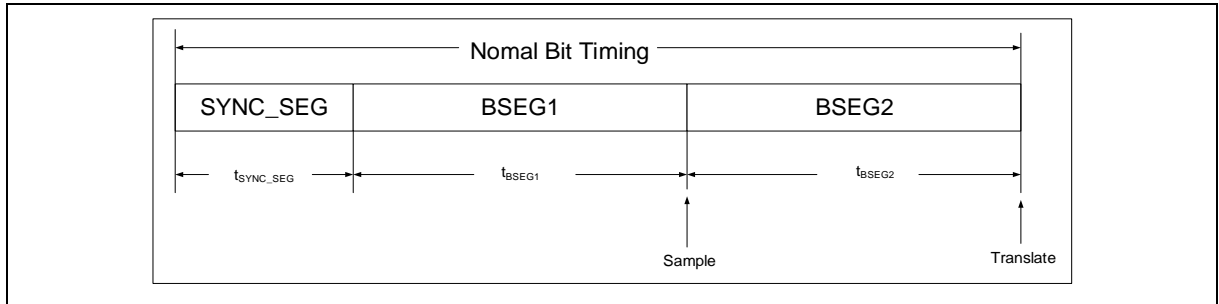 Nomal Bit Timing
SYNC_SEG BSEG1 BSEG2
tSYNC_SEG tBSEG1 tBSEG2
Sample Translate